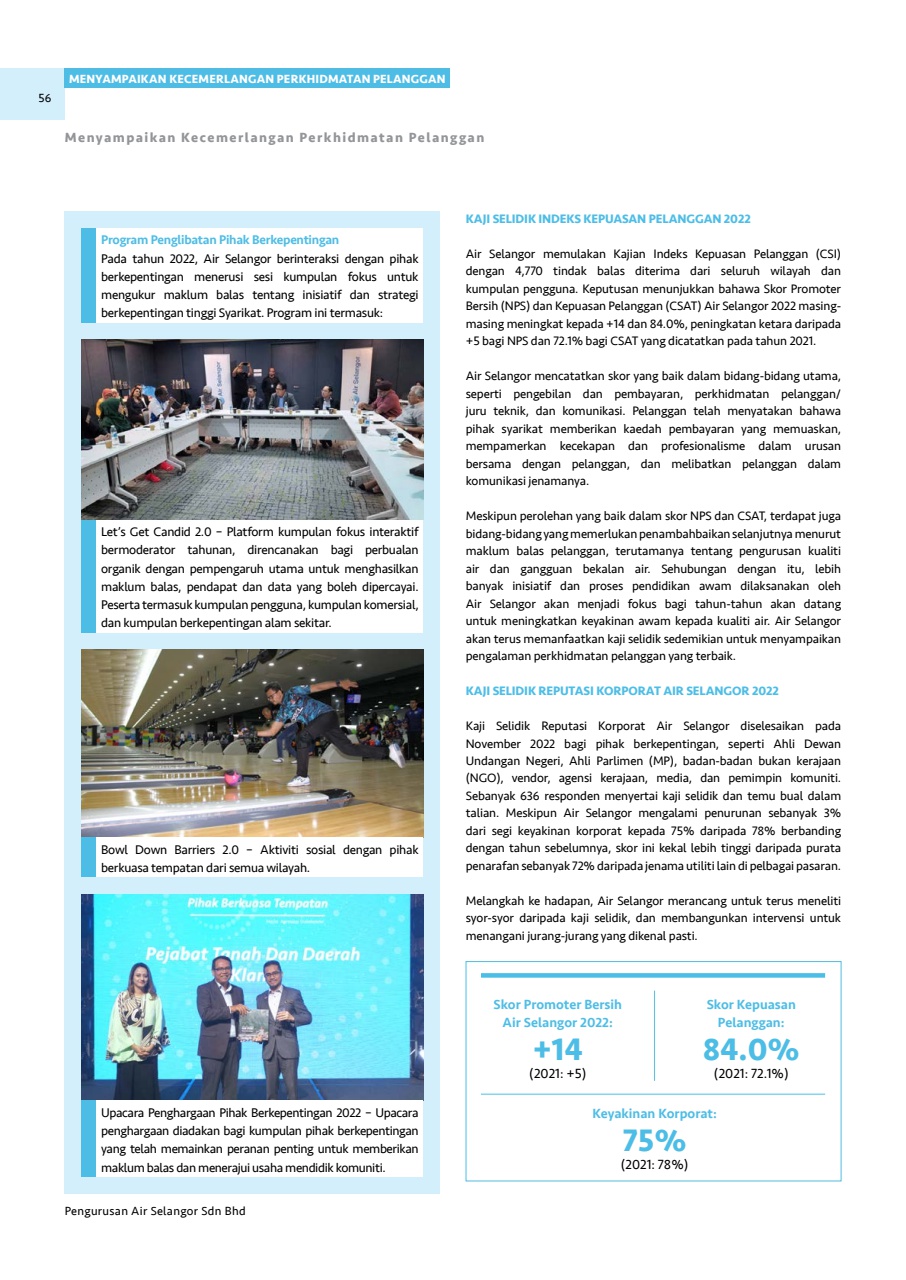 MENYAMPAIKAN KECEMERLANGAN PERKHIDMATAN PELANGGAN
56
Menyampaikan Kecemerlangan Perkhidmatan Pelanggan
Program Penglibatan Pihak Berkepentingan
Pada tahun 2022, Air Selangor berinteraksi dengan pihak
berkepentingan menerusi sesi kumpulan fokus untuk
mengukur maklum balas tentang inisiatif dan strategi
berkepentingan tinggi Syarikat. Program ini termasuk:
Air Selangor
Air Selangor
Let’s Get Candid 2.0 – Platform kumpulan fokus interaktif
bermoderator tahunan, direncanakan bagi perbualan
organik dengan pempengaruh utama untuk menghasilkan
maklum balas, pendapat dan data yang boleh dipercayai.
Peserta termasuk kumpulan pengguna, kumpulan komersial,
dan kumpulan berkepentingan alam sekitar.
Bowl Down Barriers 2.0 – Aktiviti sosial dengan pihak
berkuasa tempatan dari semua wilayah.
Pihak Berkuasa Tempatan
Pejabat Tanah Dan Daerah
Klang
Upacara Penghargaan Pihak Berkepentingan 2022 – Upacara
penghargaan diadakan bagi kumpulan pihak berkepentingan
yang telah memainkan peranan penting untuk memberikan
maklum balas dan menerajui usaha mendidik komuniti.
KAJI SELIDIK INDEKS KEPUASAN PELANGGAN 2022
Air Selangor memulakan Kajian Indeks Kepuasan Pelanggan (CSI)
dengan 4,770 tindak balas diterima dari seluruh wilayah dan
kumpulan pengguna. Keputusan menunjukkan bahawa Skor Promoter
Bersih (NPS) dan Kepuasan Pelanggan (CSAT) Air Selangor 2022 masing-
masing meningkat kepada +14 dan 84.0%, peningkatan ketara daripada
+5 bagi NPS dan 72.1% bagi CSAT yang dicatatkan pada tahun 2021.
Air Selangor mencatatkan skor yang baik dalam bidang-bidang utama,
seperti pengebilan dan pembayaran, perkhidmatan pelanggan/
juru teknik, dan komunikasi. Pelanggan telah menyatakan bahawa
pihak syarikat memberikan kaedah pembayaran yang memuaskan,
mempamerkan kecekapan dan profesionalisme dalam urusan
bersama dengan pelanggan, dan melibatkan pelanggan dalam
komunikasi jenamanya.
Meskipun perolehan yang baik dalam skor NPS dan CSAT, terdapat juga
bidang-bidang yang memerlukan penambahbaikan selanjutnya menurut
maklum balas pelanggan, terutamanya tentang pengurusan kualiti
air dan gangguan bekalan air. Sehubungan dengan itu, lebih
banyak inisiatif dan proses pendidikan awam dilaksanakan oleh
Air Selangor akan menjadi fokus bagi tahun-tahun akan datang
untuk meningkatkan keyakinan awam kepada kualiti air. Air Selangor
akan terus memanfaatkan kaji selidik sedemikian untuk menyampaikan
pengalaman perkhidmatan pelanggan yang terbaik.
KAJI SELIDIK REPUTASI KORPORAT AIR SELANGOR 2022
Kaji Selidik Reputasi Korporat Air Selangor diselesaikan pada
November 2022 bagi pihak berkepentingan, seperti Ahli Dewan
Undangan Negeri, Ahli Parlimen (MP), badan-badan bukan kerajaan
(NGO), vendor, agensi kerajaan, media, dan pemimpin komuniti.
Sebanyak 636 responden menyertai kaji selidik dan temu bual dalam
talian. Meskipun Air Selangor mengalami penurunan sebanyak 3%
dari segi keyakinan korporat kepada 75% daripada 78% berbanding
dengan tahun sebelumnya, skor ini kekal lebih tinggi daripada purata
penarafan sebanyak 72% daripada jenama utiliti lain di pelbagai pasaran.
Melangkah ke hadapan, Air Selangor merancang untuk terus meneliti
syor-syor daripada kaji selidik, dan membangunkan intervensi untuk
menangani jurang-jurang yang dikenal pasti.
Skor Promoter Bersih
Air Selangor 2022:
+14
(2021: +5)
Skor Kepuasan
Pelanggan:
84.0%
(2021: 72.1%)
Keyakinan Korporat:
75%
(2021: 78%)
Pengurusan Air Selangor Sdn Bhd